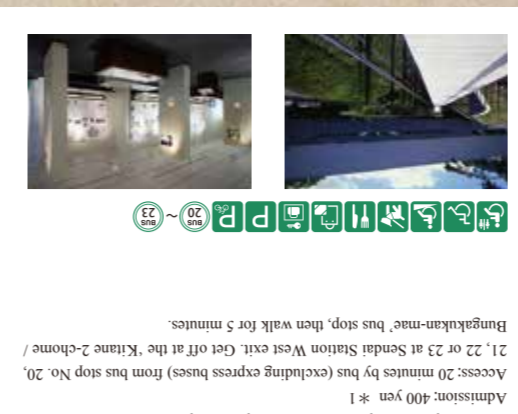 Admission: 400 yen *1
Access: 20 minutes by bus (excluding express buses) from bus stop No. 20,
21, 22 or 23 at Sendai Station West exit. Get off at the ‘Kitane 2-chome /
Bungakukan-mae’ bus stop, then walk for 5 minutes.
P P BUS 20 ~ BUS 23